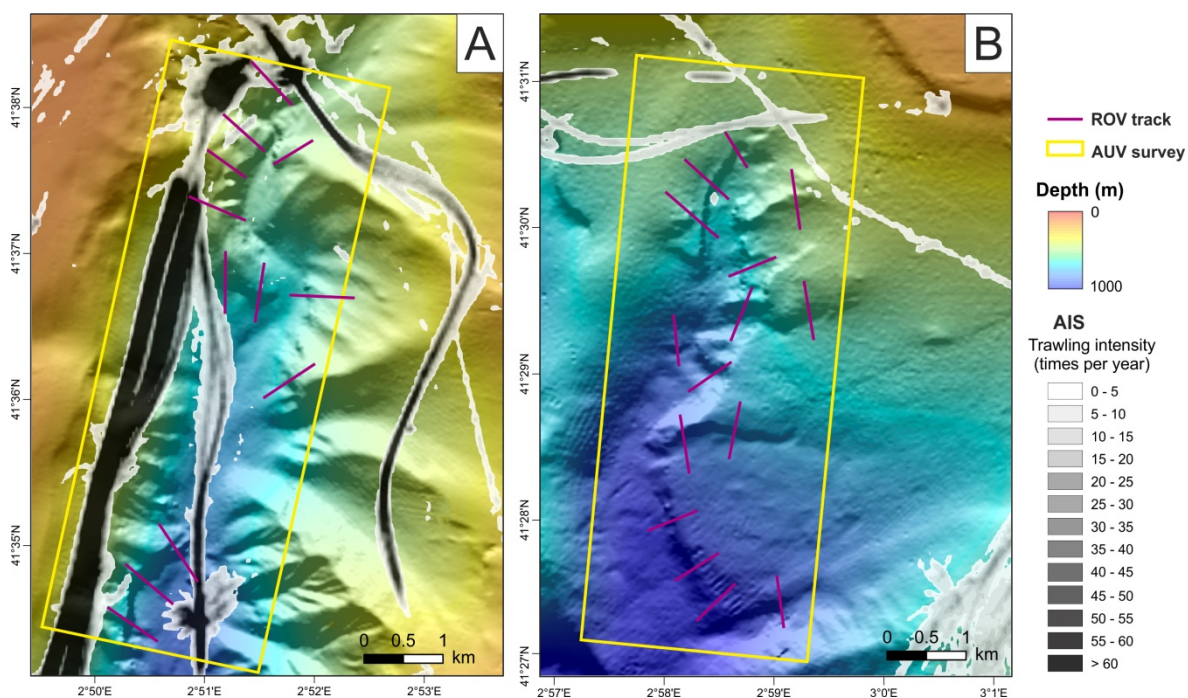 A
B
41°38'N
41°37'N
41°36'N
41°35'N
2°50'E
2°51'E
2°52'E
2°53'E
0 0.5 1
km
41°31'N
41°30'N
41°29'N
41°28'N
41°27'N
2°57'E
2°58'E
2°59'E
3'0'E
3'1'E
0 0.5 1
km
ROV track
AUV survey
Depth (m)
0
1000
AIS
Trawling intensity
(times per year)
0 - 5
5 - 10
10 - 15
15 - 20
20 - 25
25 - 30
30 - 35
35 - 40
40 - 45
45 - 50
50 - 55
55 - 60
> 60